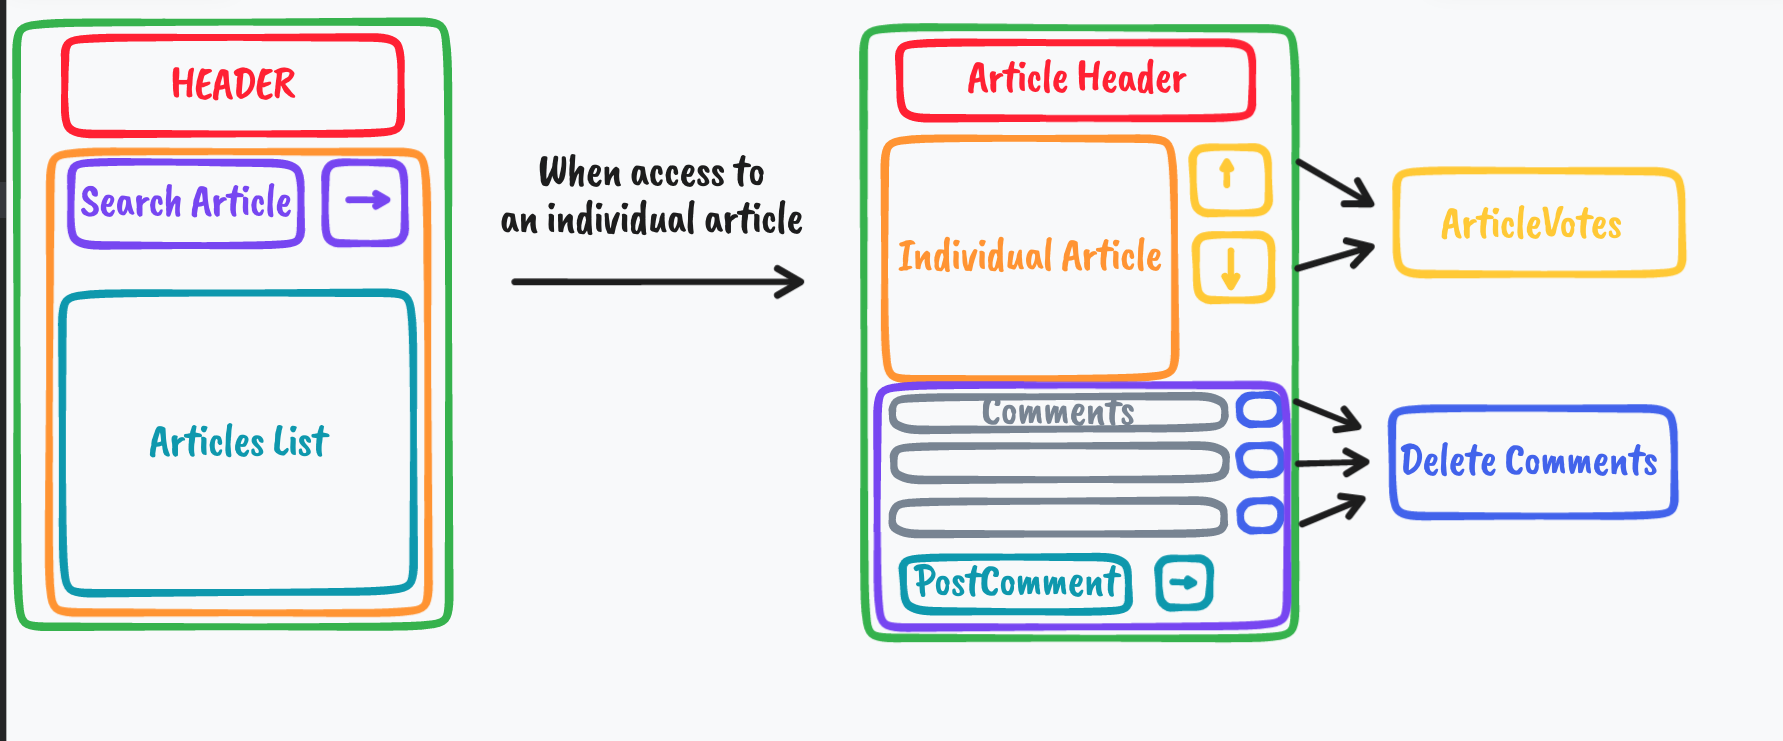 HEADER
Search Article
Articles List
When access to
an individual article
Article Header
Individual Article
Comments
PostComment
ArticleVotes
Delete Comments